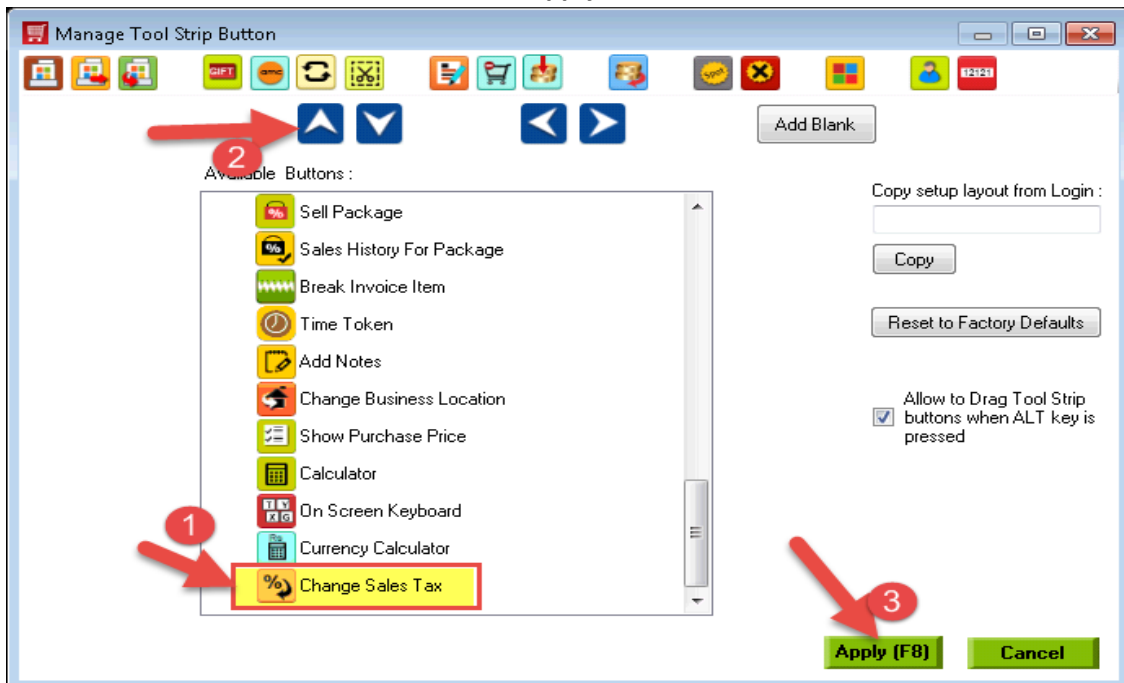 Manage Tool Strip Button
GIFT amc Spot 12121
2
Add Blank
Available Buttons :
Copy setup layout from Login :
Sell Package
Sales History For Package
Copy
Break Invoice Item
Time Token
Reset to Factory Defaults
Add Notes
Change Business Location
Allow to Drag Tool Strip
buttons when ALT key is
pressed
Show Purchase Price
Calculator
On Screen Keyboard
1
Currency Calculator
Change Sales Tax
3
Apply (F8)
Cancel